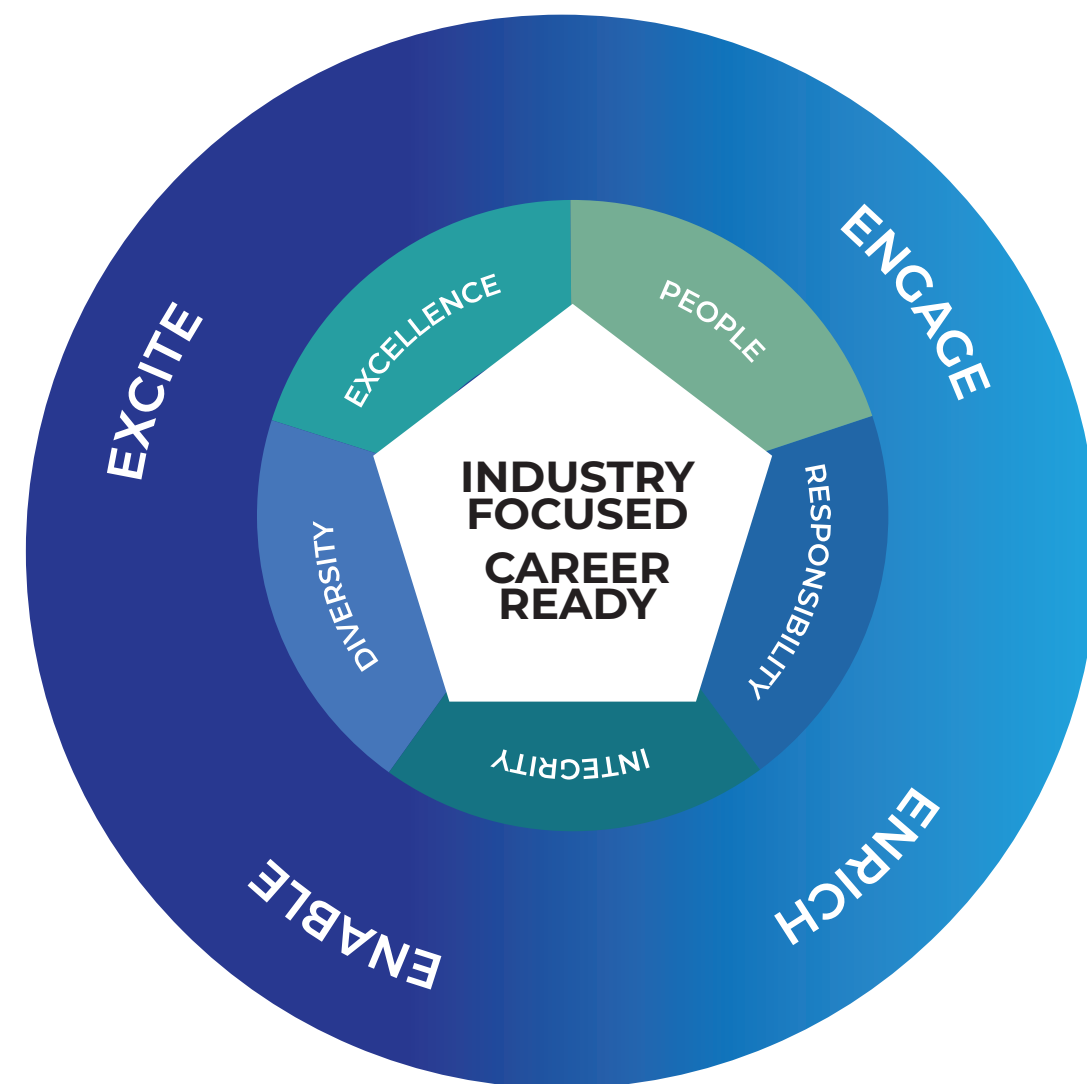 EXCITE
ENGAGE
ENRICH
ENABLE
EXCELLENCE
PEOPLE
RESPONSIBILITY
INTEGRITY
DIVERSITY
INDUSTRY
FOCUSED
CAREER
READY